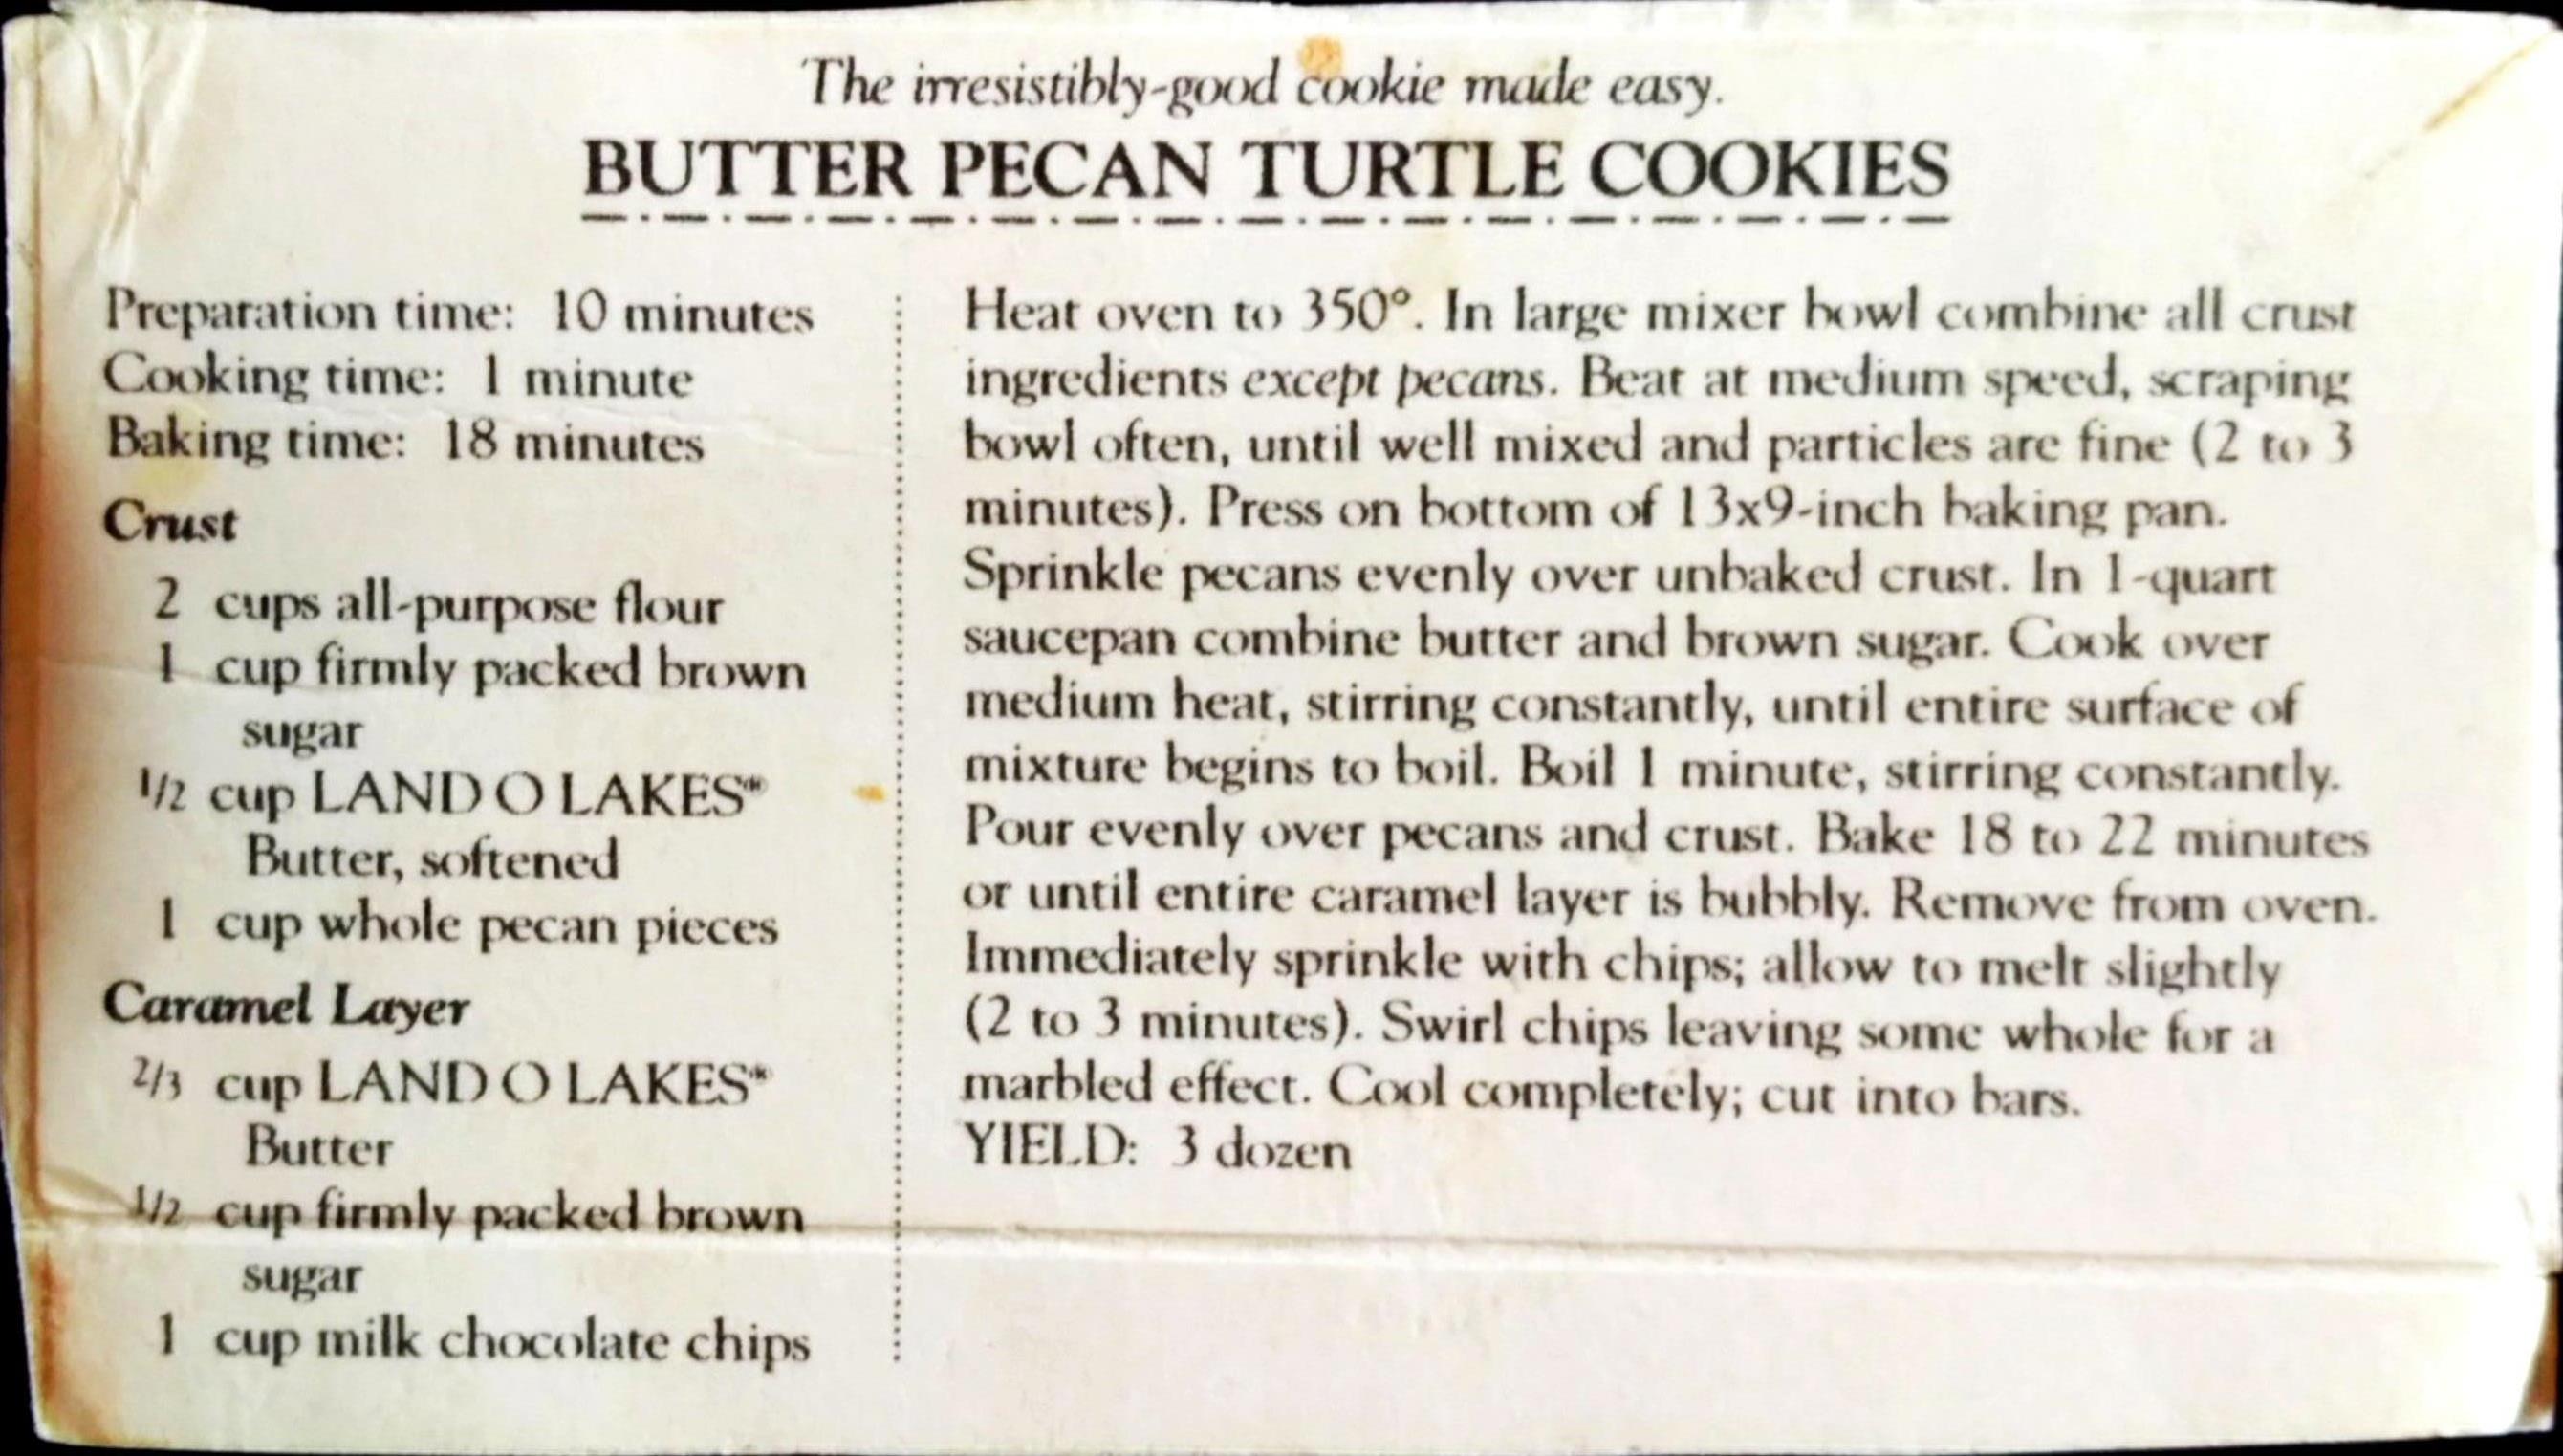 The irresistibly-good cookie made easy.
BUTTER PECAN TURTLE COOKIES
Preparation time: 10 minutes
Cooking time: 1 minute
Baking time: 18 minutes
Crust
2 cups all-purpose flour
1 cup firmly packed brown
sugar
1/2 cup LAND O LAKES®
Butter, softened
1 cup whole pecan pieces
Caramel Layer
2/3 cup LAND O LAKES®
Butter
1/2 cup firmly packed brown
sugar
1 cup milk chocolate chips
Heat oven to 350°. In large mixer bowl combine all crust
ingredients except pecans. Beat at medium speed, scraping
bowl often, until well mixed and particles are fine (2 to 3
minutes). Press on bottom of 13x9-inch baking pan.
Sprinkle pecans evenly over unbaked crust. In 1-quart
saucepan combine butter and brown sugar. Cook over
medium heat, stirring constantly, until entire surface of
mixture begins to boil. Boil 1 minute, stirring constantly.
Pour evenly over pecans and crust. Bake 18 to 22 minutes
or until entire caramel layer is bubbly. Remove from oven.
Immediately sprinkle with chips; allow to melt slightly
(2 to 3 minutes). Swirl chips leaving some whole for a
marbled effect. Cool completely; cut into bars.
YIELD: 3 dozen